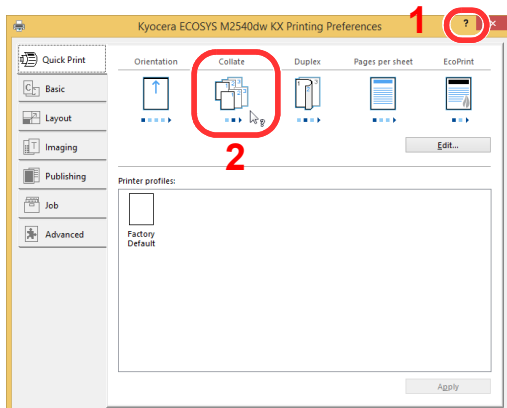 Kyocera ECOSYS M2540dw KX Printing Preferences
1
?
×
Quick Print
Orientation
Collate
Duplex
Pages per sheet
EcoPrint
Basic
Layout
2
Edit...
Imaging
Publishing
Printer profiles:
Job
Factory
Default
Advanced
Apply